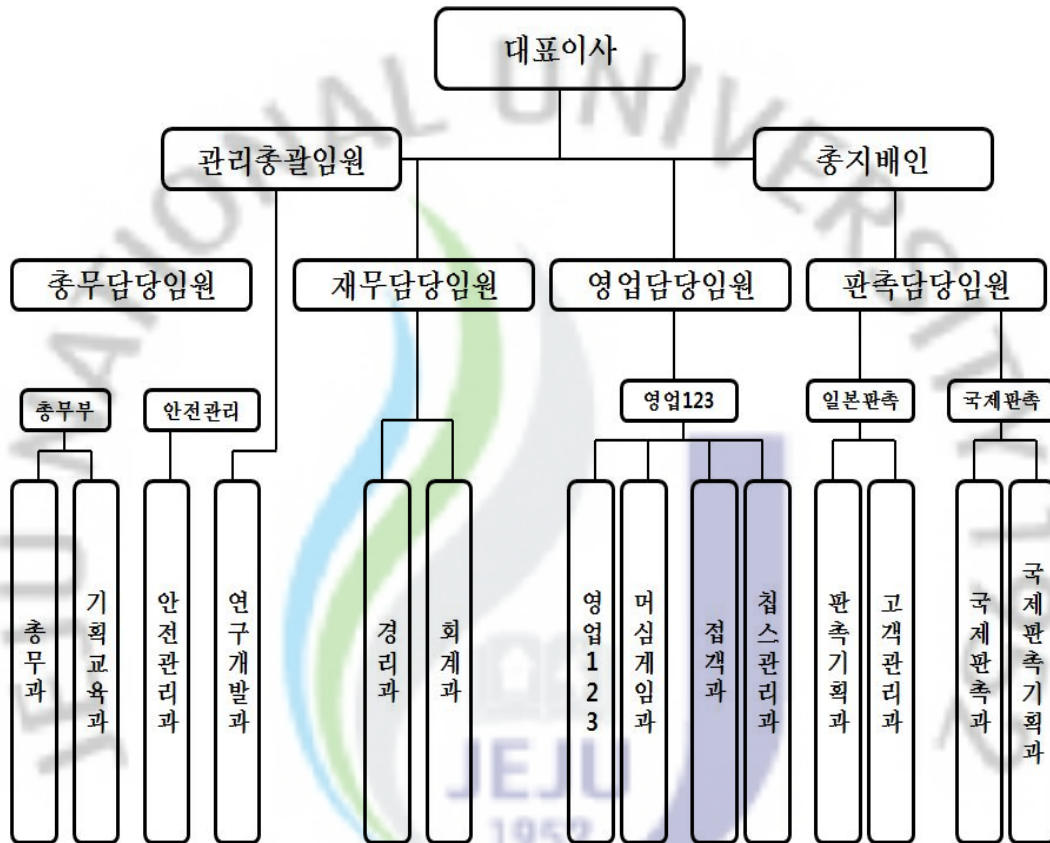 대표이사
관리총괄임원
총지배인
총무담당임원
재무담당임원
영업담당임원
판촉담당임원
총무부
안전관리
영업123
일본판촉
국제판촉
총무과
기획교육과
안전관리과
연구개발과
경리과
회계과
영업123
머심게임과
접객과
칩스관리과
판촉기획과
고객관리과
국제판촉과
국제판촉기획과
JEJU NATIONAL UNIVERSITY 1952
JEJU
1952